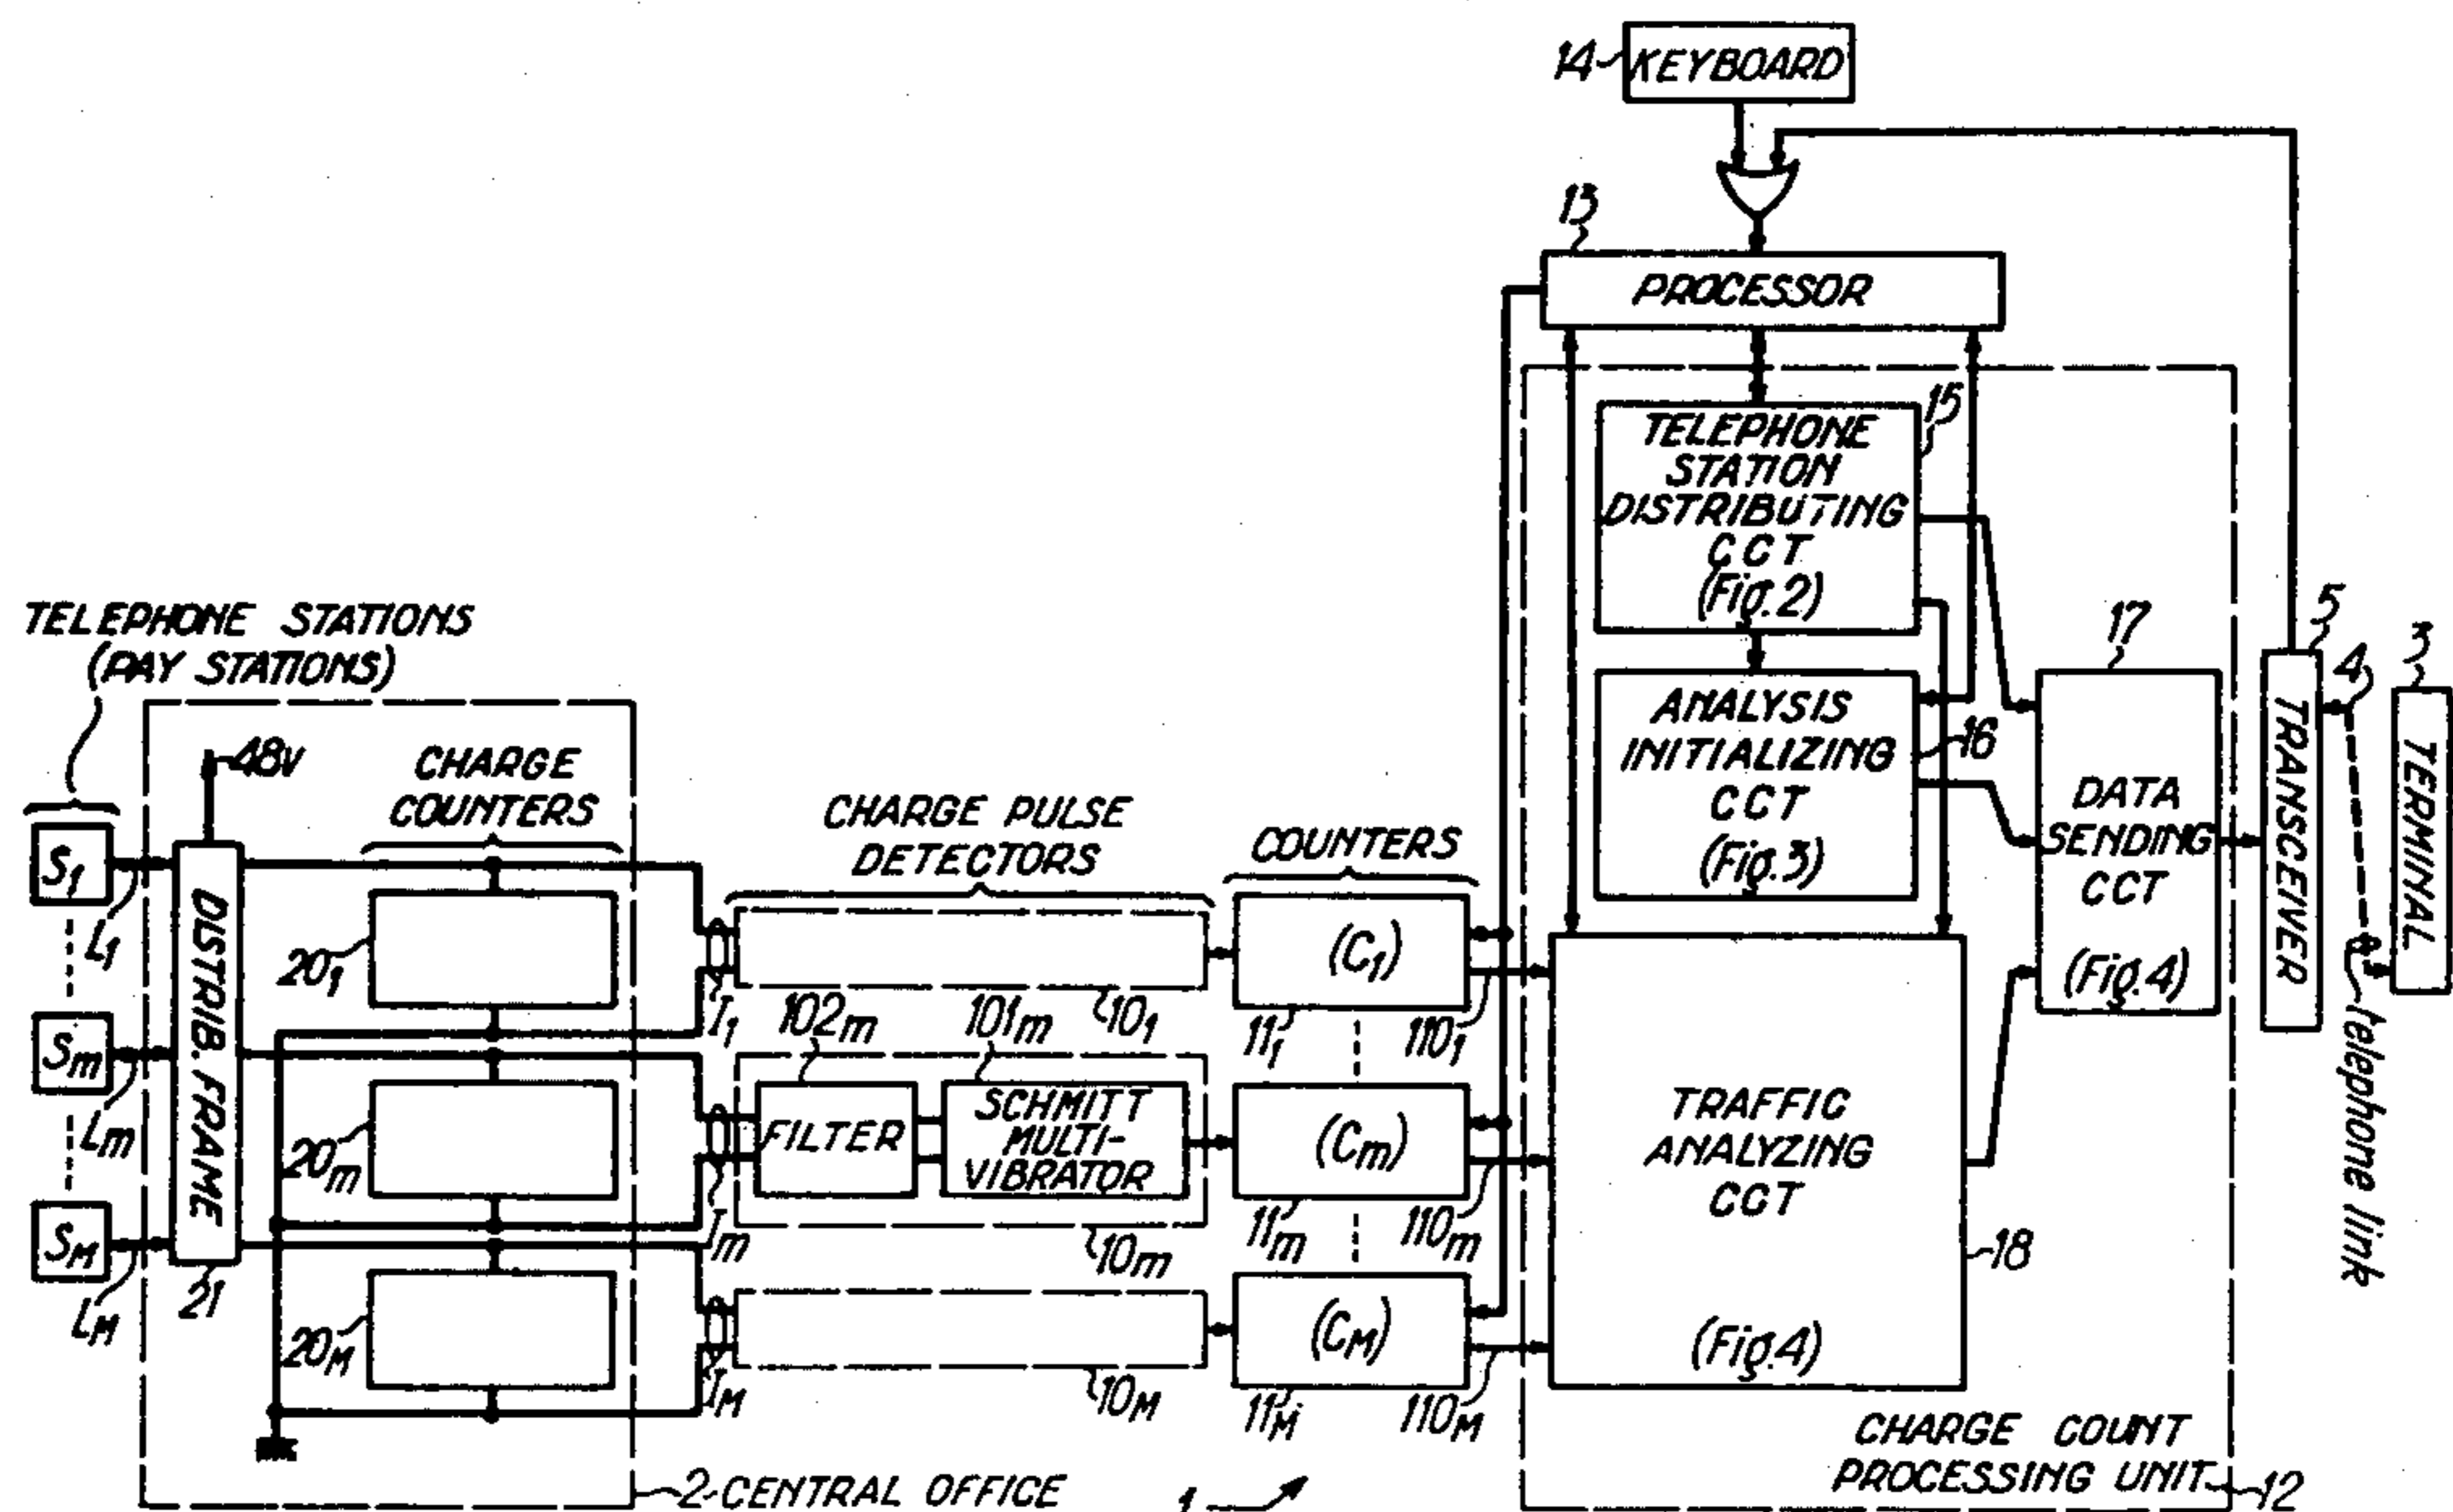 14
KEYBOARD
13
PROCESSOR
15
TELEPHONE
STATION
DISTRIBUTING
CCT
(Fig.2)
TELEPHONE STATIONS
(PAY STATIONS)
17
5
4
3
ANALYSIS
INITIALIZING
CCT
(Fig.3)
16
48V
CHARGE
COUNTERS
CHARGE PULSE
DETECTORS
COUNTERS
DATA
SENDING
CCT
(Fig.4)
TRANSCEIVER
TERMINAL
telephone link
S1
L1
DISTRIB. FRAME
201
I1
101
(C1)
111
1101
102m
101m
Sm
Lm
20m
Im
FILTER
SCHMITT
MULTI-
VIBRATOR
10m
(Cm)
11m
110m
TRAFFIC
ANALYZING
CCT
(Fig.4)
18
SM
LM
21
20M
IM
10M
(CM)
11M
110M
CHARGE COUNT
PROCESSING UNIT
12
2 CENTRAL OFFICE
1